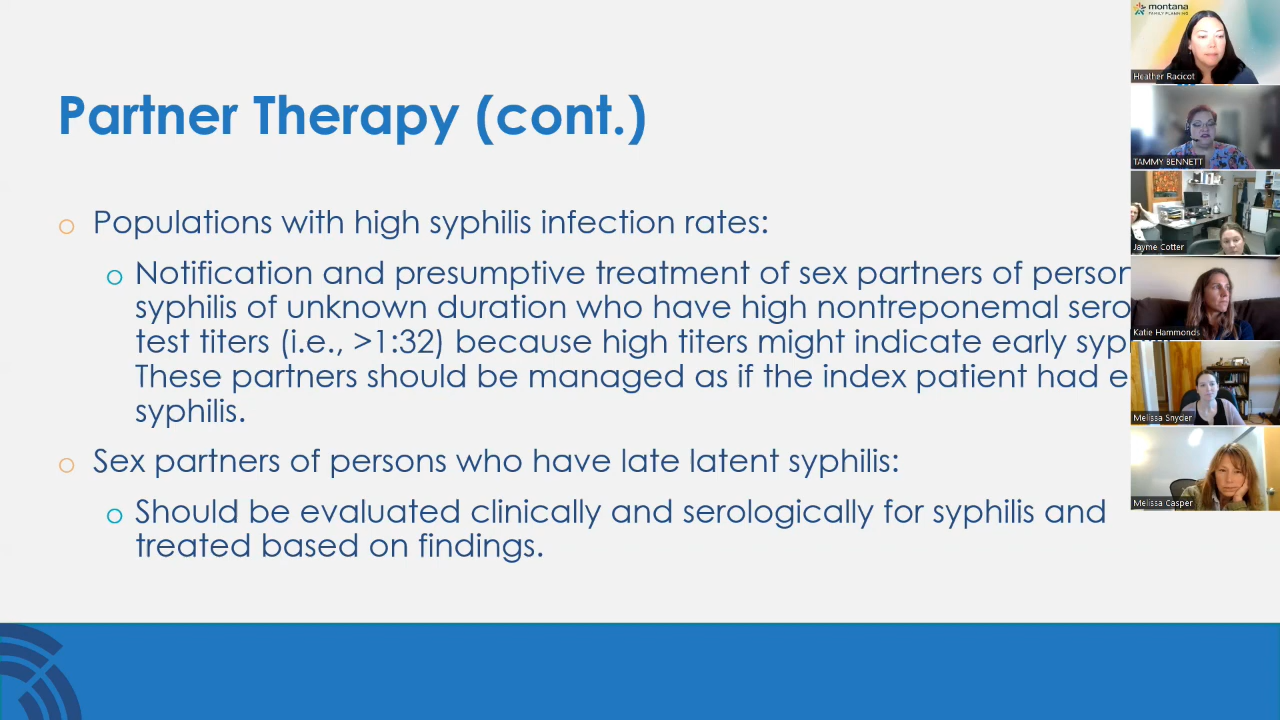 Partner Therapy (cont.)
Populations with high syphilis infection rates:
Notification and presumptive treatment of sex partners of
syphilis of unknown duration who have high nontreponemal
test titers (i.e., >1:32) because high titers might indicate early
These partners should be managed as if the index patient had
syphilis.
Sex partners of persons who have late latent syphilis:
Should be evaluated clinically and serologically for syphilis and
treated based on findings.
montana
FAMILY PLANNING
Heather Racicot
TAMMY BENNETT
Jayme Cotter
Katie Hammonds
Melissa Snyder
Melissa Casper